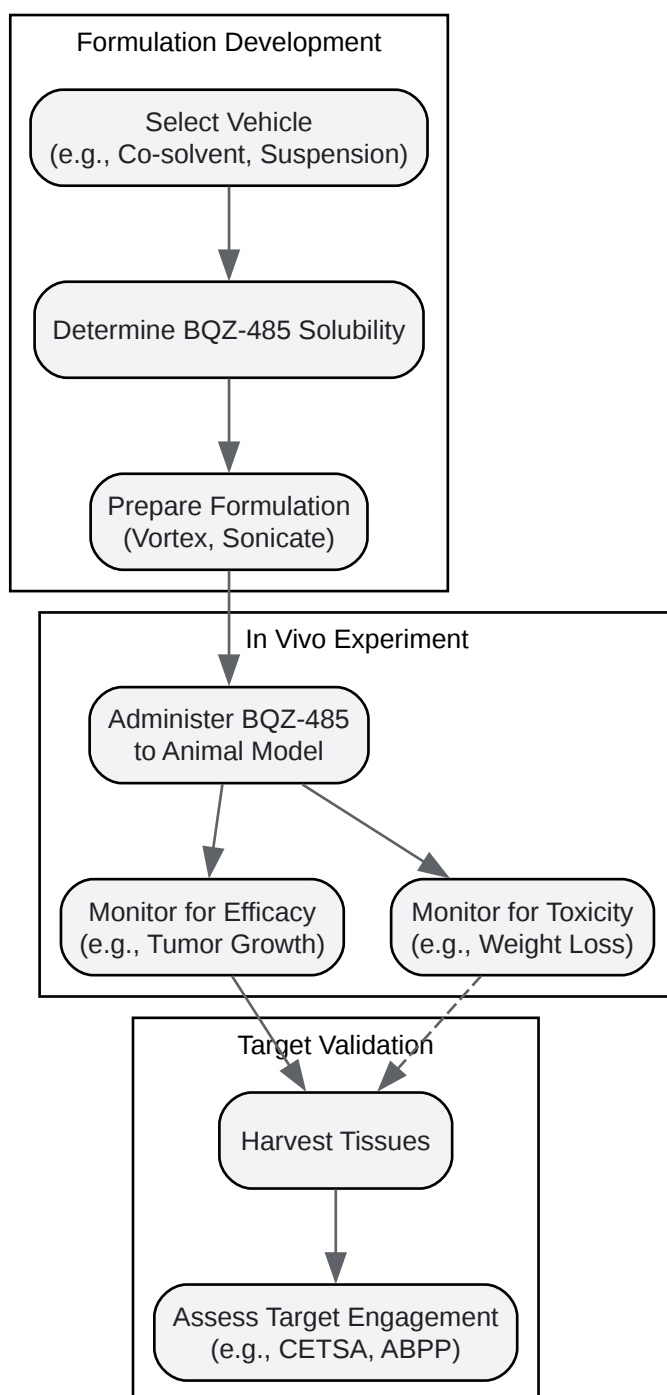 Formulation Development
Select Vehicle
(e.g., Co-solvent, Suspension)
Determine BQZ-485 Solubility
Prepare Formulation
(Vortex, Sonicate)
In Vivo Experiment
Administer BQZ-485
to Animal Model
Monitor for Efficacy
(e.g., Tumor Growth)
Monitor for Toxicity
(e.g., Weight Loss)
Target Validation
Harvest Tissues
Assess Target Engagement
(e.g., CETSA, ABPP)